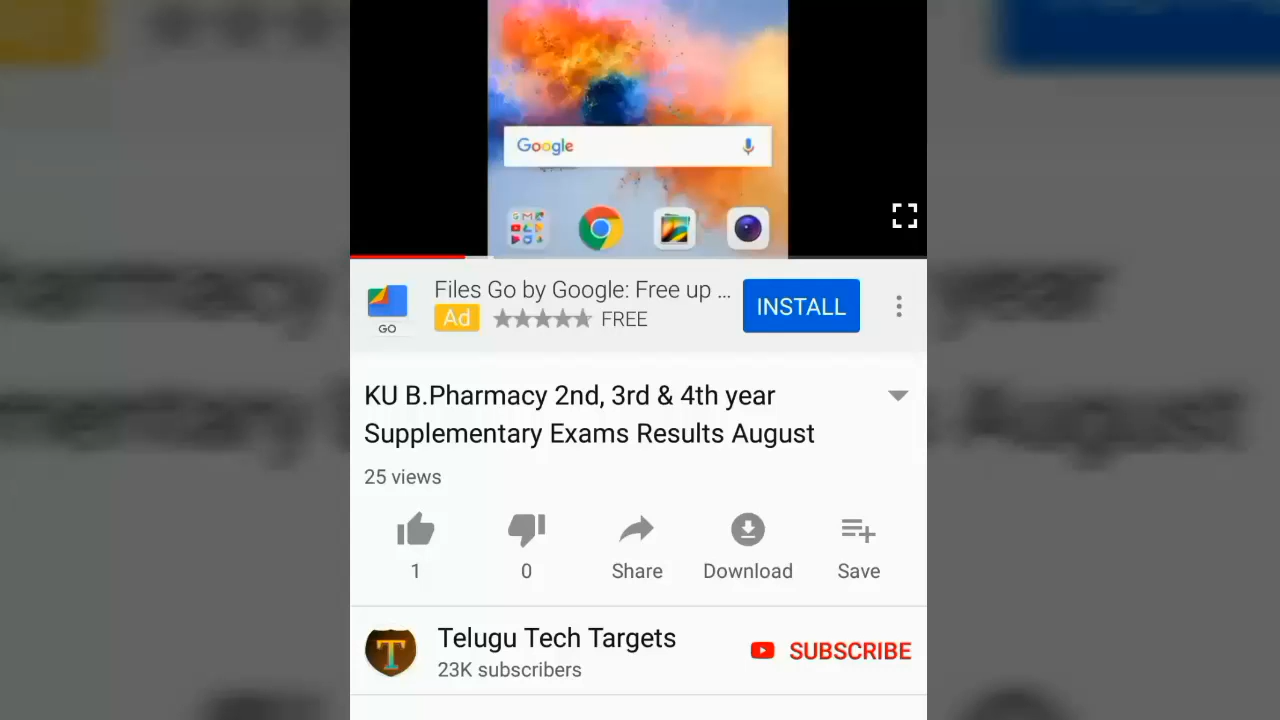 Google
Files Go by Google: Free up ...
GO
Ad
FREE
INSTALL
KU B.Pharmacy 2nd, 3rd & 4th year
Supplementary Exams Results August
25 views
1
0
Share
Download
Save
T
Telugu Tech Targets
23K subscribers
SUBSCRIBE